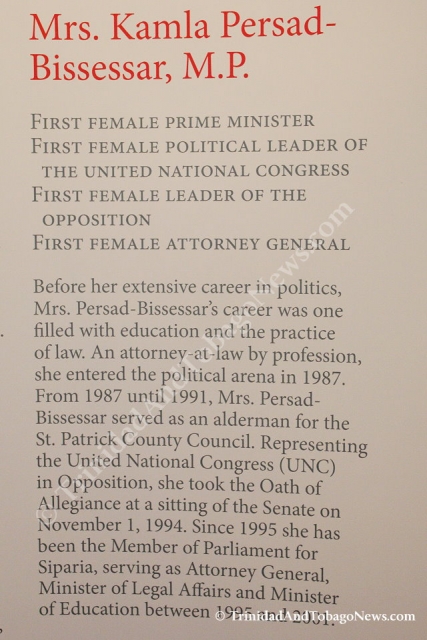 Mrs. Kamla Persad-
Bissessar, M.P.
First female prime minister
First female political leader of
the united national congress
First female leader of the
opposition
First female attorney general
Before her extensive career in politics,
Mrs. Persad-Bissessar's career was one
filled with education and the practice
of law. An attorney-at-law by profession,
she entered the political arena in 1987.
From 1987 until 1991, Mrs. Persad-
Bissessar served as an alderman for the
St. Patrick County Council. Representing
the United National Congress (UNC)
in Opposition, she took the Oath of
Allegiance at a sitting of the Senate on
November 1, 1994. Since 1995 she has
been the Member of Parliament for
Siparia, serving as Attorney General,
Minister of Legal Affairs and Minister
of Education between 1995 and 2001.
© TrinidadAndTobagoNews.com
© TrinidadAndTobagoNews.com